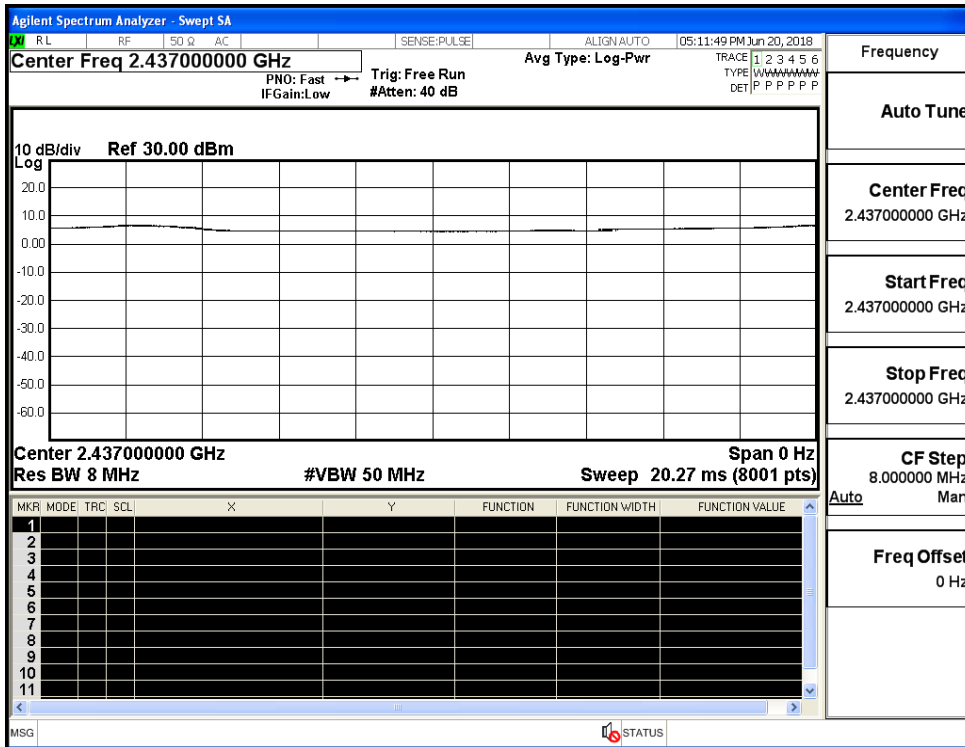 Agilent Spectrum Analyzer - Swept SA
LXI RL RF 50 Ω AC SENSE:PULSE ALIGN AUTO 05:11:49 PM Jun 20, 2018
Center Freq 2.437000000 GHz
Avg Type: Log-Pwr
TRACE 1 2 3 4 5 6
PNO: Fast Trig: Free Run
TYPE WWWWWW
IFGain:Low #Atten: 40 dB
DET P P P P P P
10 dB/div Ref 30.00 dBm
Log
20.0
10.0
0.00
-10.0
-20.0
-30.0
-40.0
-50.0
-60.0
Center 2.437000000 GHz Span 0 Hz
Res BW 8 MHz #VBW 50 MHz Sweep 20.27 ms (8001 pts)
MKR MODE TRC SCL X Y FUNCTION FUNCTION WIDTH FUNCTION VALUE
1
2
3
4
5
6
7
8
9
10
11
MSG STATUS
Frequency
Auto Tune
Center Freq
2.437000000 GHz
Start Freq
2.437000000 GHz
Stop Freq
2.437000000 GHz
CF Step
8.000000 MHz
Auto Man
Freq Offset
0 Hz